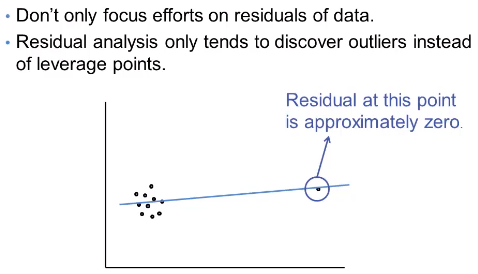 • Don't only focus efforts on residuals of data.
• Residual analysis only tends to discover outliers instead
of leverage points.
Residual at this point
is approximately zero.